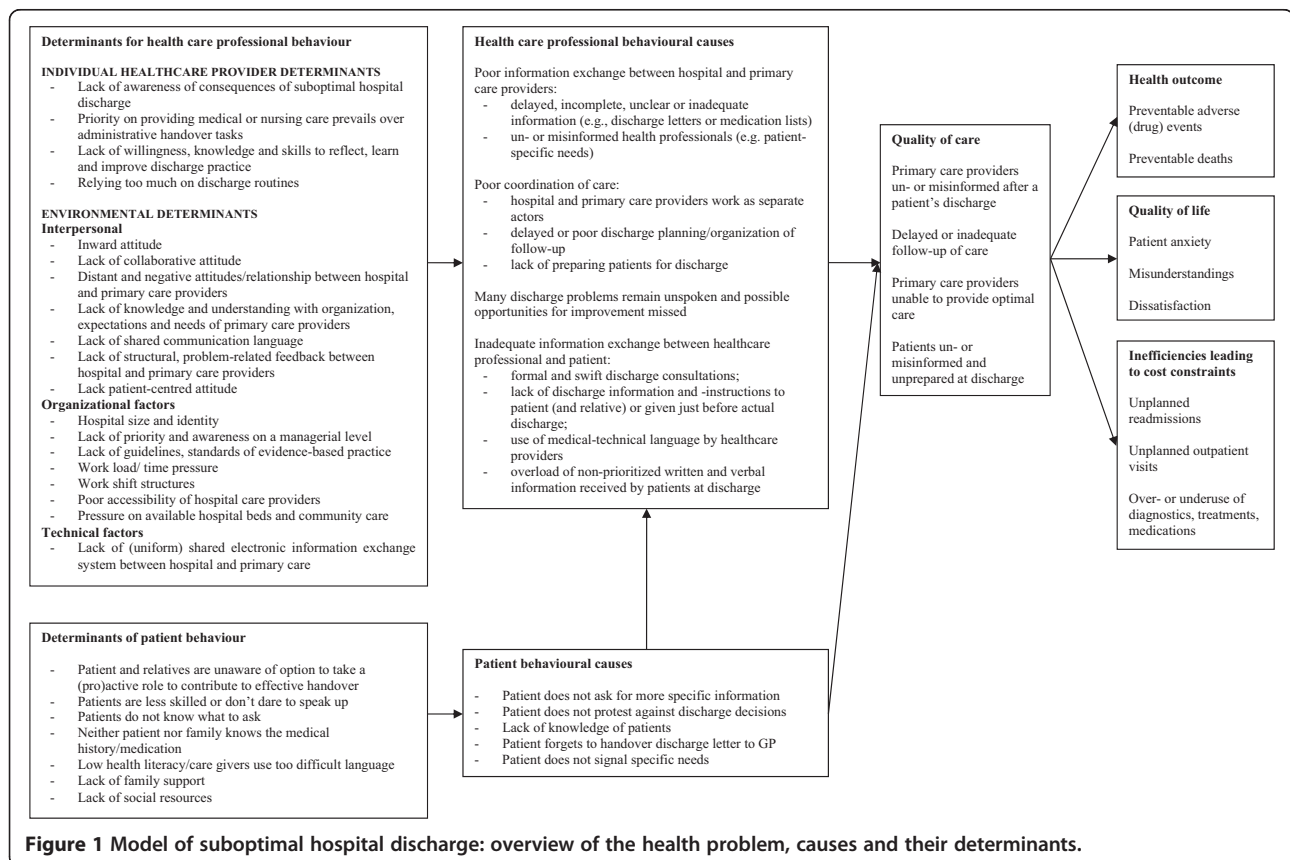 Determinants for health care professional behaviour
INDIVIDUAL HEALTHCARE PROVIDER DETERMINANTS
- Lack of awareness of consequences of suboptimal hospital
discharge
- Priority on providing medical or nursing care prevails over
administrative handover tasks
- Lack of willingness, knowledge and skills to reflect, learn
and improve discharge practice
- Relying too much on discharge routines
ENVIRONMENTAL DETERMINANTS
Interpersonal
- Inward attitude
- Lack of collaborative attitude
- Distant and negative attitudes/relationship between hospital
and primary care providers
- Lack of knowledge and understanding with organization,
expectations and needs of primary care providers
- Lack of shared communication language
- Lack of structural, problem-related feedback between
hospital and primary care providers
- Lack patient-centred attitude
Organizational factors
- Hospital size and identity
- Lack of priority and awareness on a managerial level
- Lack of guidelines, standards of evidence-based practice
- Work load/ time pressure
- Work shift structures
- Poor accessibility of hospital care providers
- Pressure on available hospital beds and community care
Technical factors
- Lack of (uniform) shared electronic information exchange
system between hospital and primary care
Determinants of patient behaviour
- Patient and relatives are unaware of option to take a
(pro)active role to contribute to effective handover
- Patients are less skilled or don't dare to speak up
- Patients do not know what to ask
- Neither patient nor family knows the medical
history/medication
- Low health literacy/care givers use too difficult language
- Lack of family support
- Lack of social resources
Health care professional behavioural causes
Poor information exchange between hospital and primary
care providers:
- delayed, incomplete, unclear or inadequate
information (e.g., discharge letters or medication lists)
- un- or misinformed health professionals (e.g. patient-
specific needs)
Poor coordination of care:
- hospital and primary care providers work as separate
actors
- delayed or poor discharge planning/organization of
follow-up
- lack of preparing patients for discharge
Many discharge problems remain unspoken and possible
opportunities for improvement missed
Inadequate information exchange between healthcare
professional and patient:
- formal and swift discharge consultations;
- lack of discharge information and -instructions to
patient (and relative) or given just before actual
discharge;
- use of medical-technical language by healthcare
providers
- overload of non-prioritized written and verbal
information received by patients at discharge
Patient behavioural causes
- Patient does not ask for more specific information
- Patient does not protest against discharge decisions
- Lack of knowledge of patients
- Patient forgets to handover discharge letter to GP
- Patient does not signal specific needs
Quality of care
Primary care providers
un- or misinformed after a
patient's discharge
Delayed or inadequate
follow-up of care
Primary care providers
unable to provide optimal
care
Patients un- or
misinformed and
unprepared at discharge
Health outcome
Preventable adverse
(drug) events
Preventable deaths
Quality of life
Patient anxiety
Misunderstandings
Dissatisfaction
Inefficiencies leading
to cost constraints
Unplanned
readmissions
Unplanned outpatient
visits
Over- or underuse of
diagnostics, treatments,
medications
Figure 1 Model of suboptimal hospital discharge: overview of the health problem, causes and their determinants.